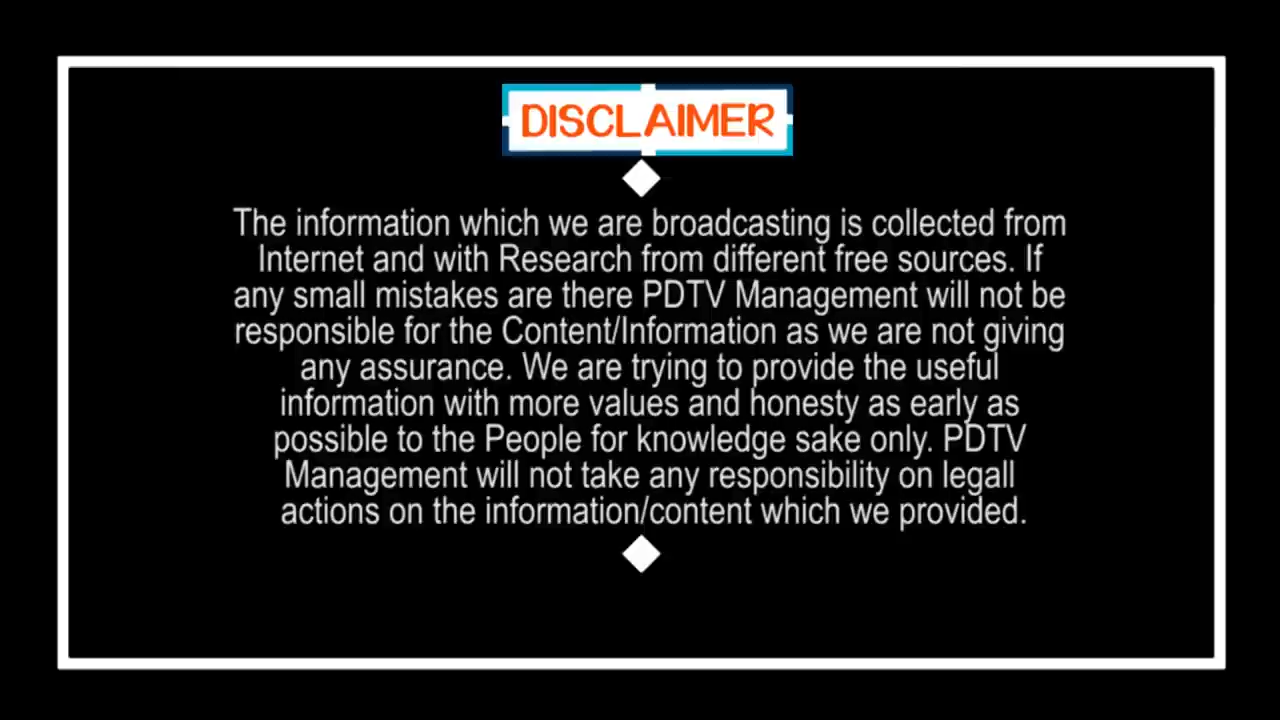 DISCLAIMER
The information which we are broadcasting is collected from
Internet and with Research from different free sources. If
any small mistakes are there PDTV Management will not be
responsible for the Content/Information as we are not giving
any assurance. We are trying to provide the useful
information with more values and honesty as early as
possible to the People for knowledge sake only. PDTV
Management will not take any responsibility on legall
actions on the information/content which we provided.